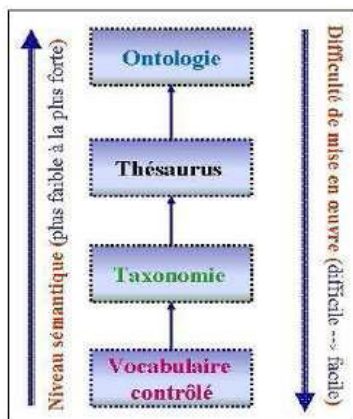 Niveau sémantique (plus faible à la plus forte)
Ontologie
Thésaurus
Taxonomie
Vocabulaire
contrôlé
Difficulté de mise en œuvre (difficile --> facile)